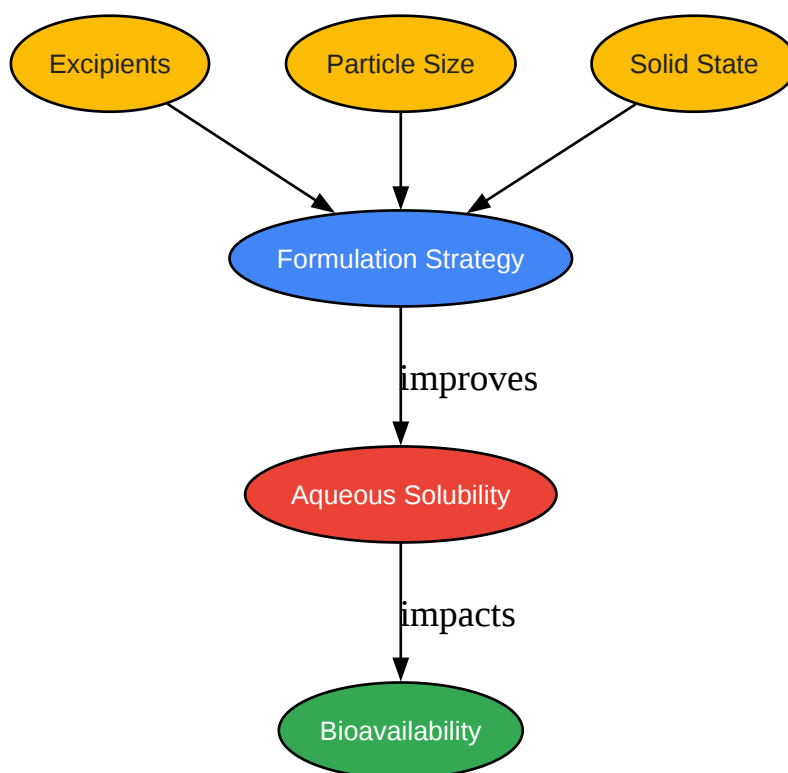 Excipients
Particle Size
Solid State
Formulation Strategy
improves
Aqueous Solubility
impacts
Bioavailability